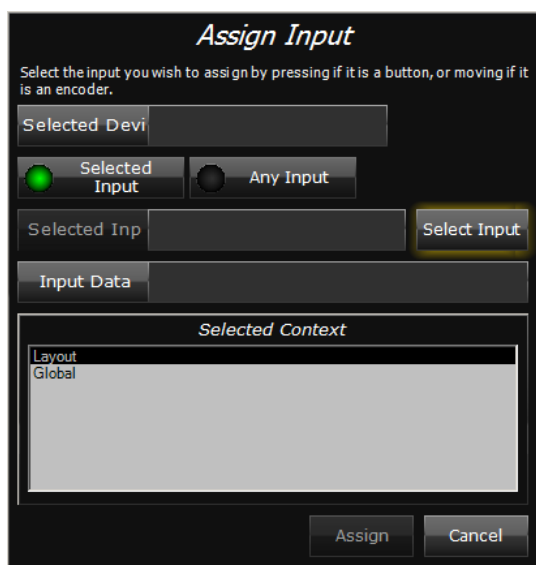 Assign Input
Select the input you wish to assign by pressing if it is a button, or moving if it
is an encoder.
Selected Devi
Selected
Input
Any Input
Selected Inp
Select Input
Input Data
Selected Context
Layout
Global
Assign
Cancel